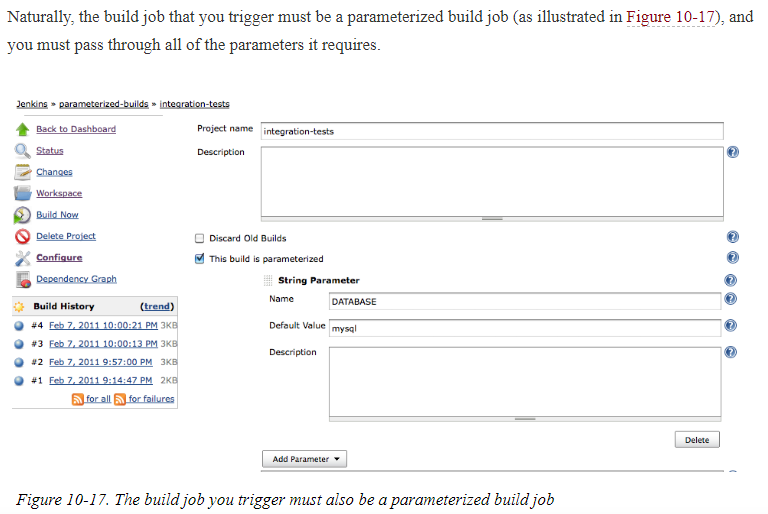 Naturally, the build job that you trigger must be a parameterized build job (as illustrated in Figure 10-17), and
you must pass through all of the parameters it requires.
Jenkins » parameterized-builds » integration-tests
Back to Dashboard
Status
Changes
Workspace
Build Now
Delete Project
Configure
Dependency Graph
Build History (trend)
#4 Feb 7, 2011 10:00:21 PM 3KB
#3 Feb 7, 2011 10:00:13 PM 3KB
#2 Feb 7, 2011 9:57:00 PM 3KB
#1 Feb 7, 2011 9:14:47 PM 2KB
for all for failures
Project name integration-tests
Description
Discard Old Builds
This build is parameterized
String Parameter
Name DATABASE
Default Value mysql
Description
Delete
Add Parameter
Figure 10-17. The build job you trigger must also be a parameterized build job